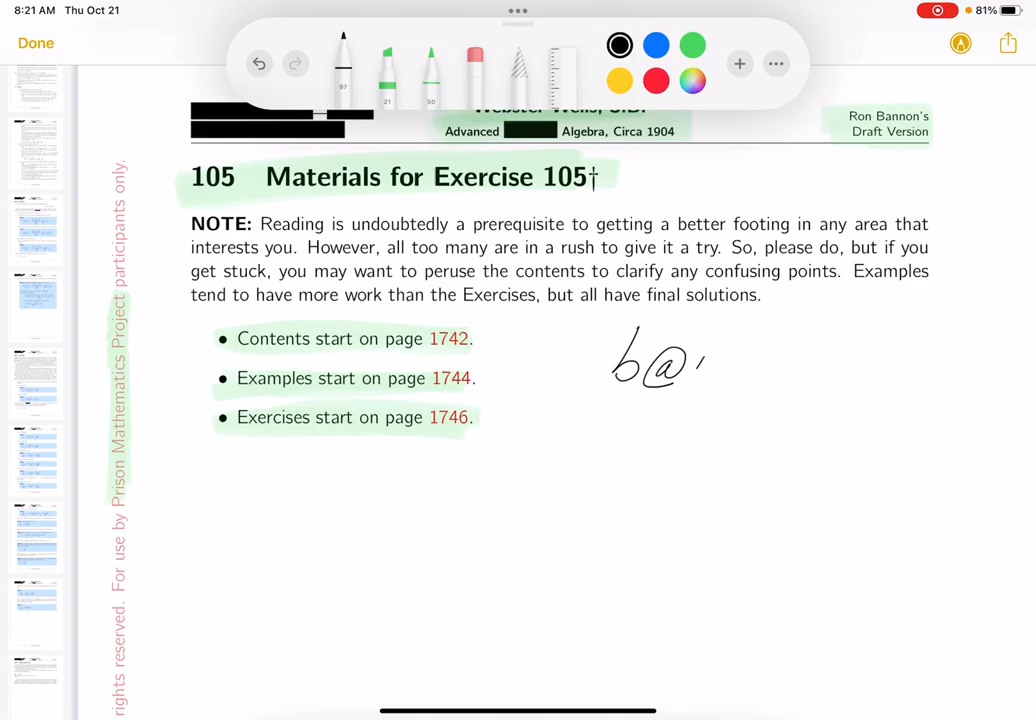 8:21 AM Thu Oct 21
81%
Done
97
21
50
Webster Wells, S.B.
Advanced Algebra, Circa 1904
Ron Bannon's
Draft Version
105 Materials for Exercise 105†
NOTE: Reading is undoubtedly a prerequisite to getting a better footing in any area that
interests you. However, all too many are in a rush to give it a try. So, please do, but if you
get stuck, you may want to peruse the contents to clarify any confusing points. Examples
tend to have more work than the Exercises, but all have final solutions.
• Contents start on page 1742.
• Examples start on page 1744.
• Exercises start on page 1746.
b@
rights reserved. For use by Prison Mathematics Project participants only.